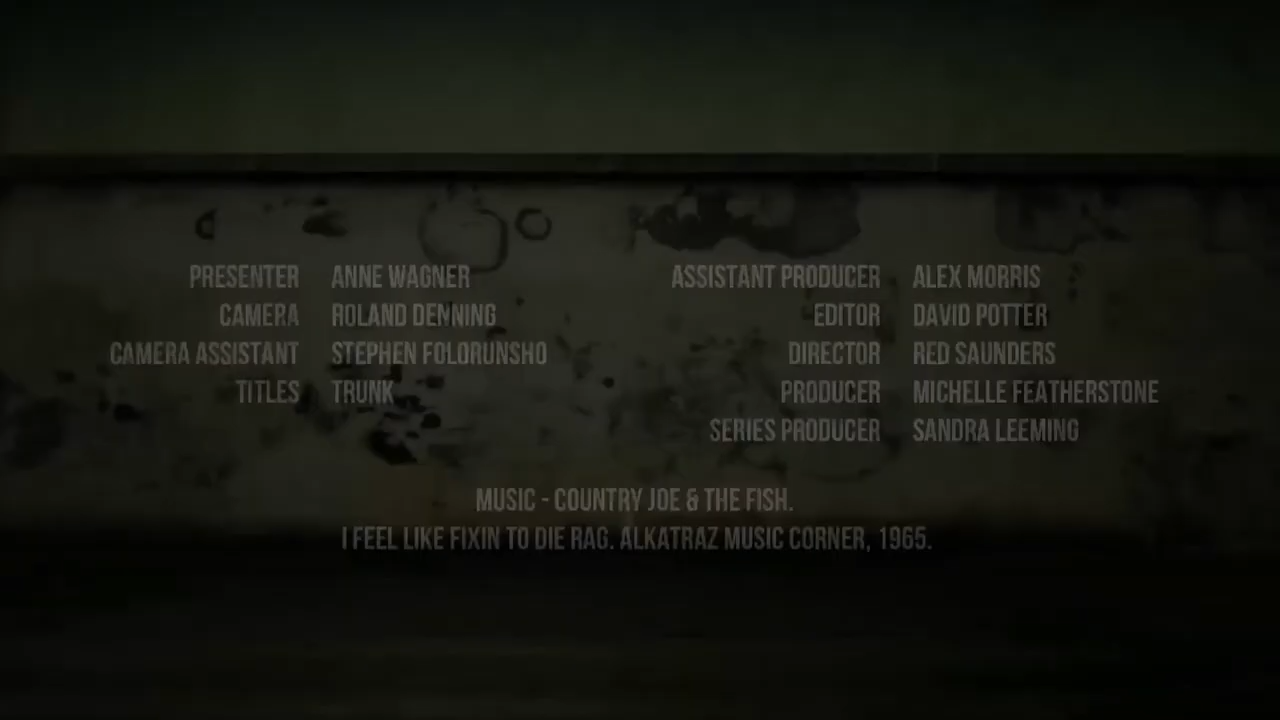 PRESENTER ANNE WAGNER
CAMERA ROLAND DENNING
CAMERA ASSISTANT STEPHEN FOLORUNSHO
TITLES TRUNK
ASSISTANT PRODUCER ALEX MORRIS
EDITOR DAVID POTTER
DIRECTOR RED SAUNDERS
PRODUCER MICHELLE FEATHERSTONE
SERIES PRODUCER SANDRA LEEMING
MUSIC - COUNTRY JOE & THE FISH.
I FEEL LIKE FIXIN TO DIE RAG. ALKATRAZ MUSIC CORNER, 1965.